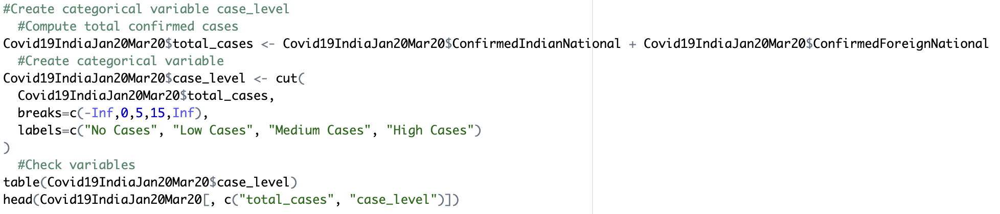 #Create categorical variable case_level
  #Compute total confirmed cases
Covid19IndiaJan20Mar20$total_cases <- Covid19IndiaJan20Mar20$ConfirmedIndianNational + Covid19IndiaJan20Mar20$ConfirmedForeignNational
  #Create categorical variable
Covid19IndiaJan20Mar20$case_level <- cut(
  Covid19IndiaJan20Mar20$total_cases,
  breaks=c(-Inf,0,5,15,Inf),
  labels=c("No Cases", "Low Cases", "Medium Cases", "High Cases")
)
  #Check variables
table(Covid19IndiaJan20Mar20$case_level)
head(Covid19IndiaJan20Mar20[, c("total_cases", "case_level")])